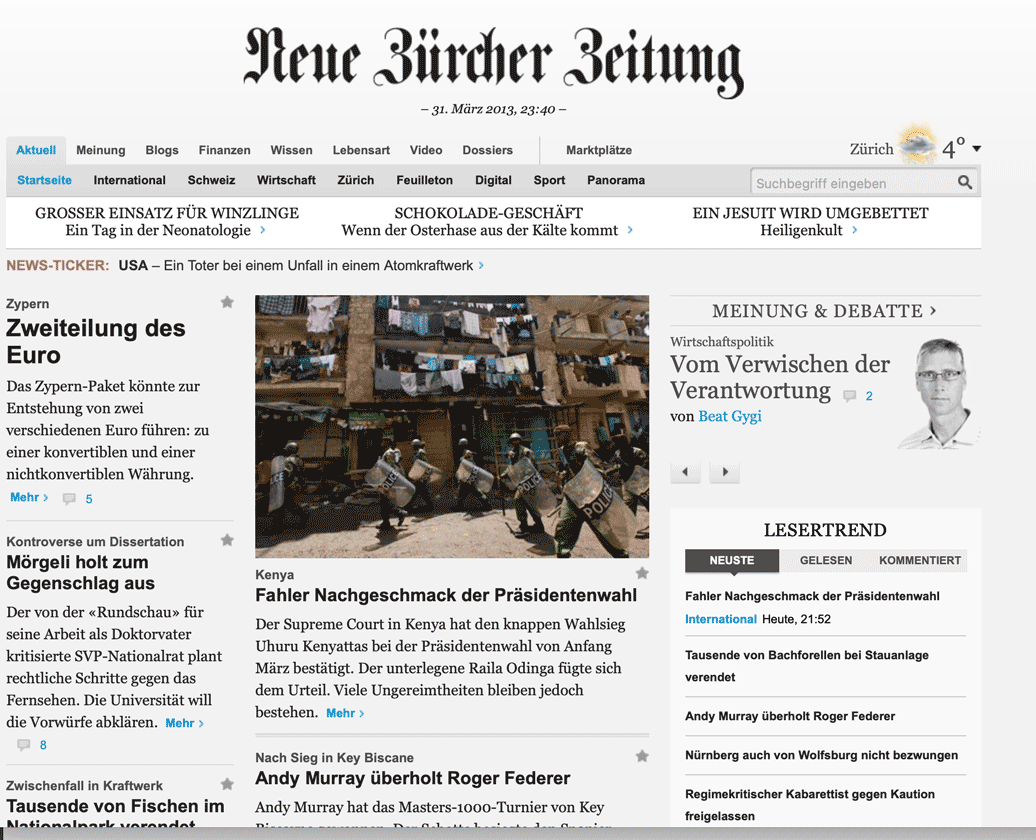 Neue Zürcher Zeitung
– 31. März 2013, 23:40 –
Aktuell Meinung Blogs Finanzen Wissen Lebensart Video Dossiers Marktplätze
Zürich 4°
Startseite International Schweiz Wirtschaft Zürich Feuilleton Digital Sport Panorama
Suchbegriff eingeben
GROSSER EINSATZ FÜR WINZLINGE
Ein Tag in der Neonatologie ›
SCHOKOLADE-GESCHÄFT
Wenn der Osterhase aus der Kälte kommt ›
EIN JESUIT WIRD UMGEBETTET
Heiligenkult ›
NEWS-TICKER: USA – Ein Toter bei einem Unfall in einem Atomkraftwerk ›
Zypern
Zweiteilung des
Euro
Das Zypern-Paket könnte zur
Entstehung von zwei
verschiedenen Euro führen: zu
einer konvertiblen und einer
nichtkonvertiblen Währung.
Mehr › 5
Kontroverse um Dissertation
Mörgeli holt zum
Gegenschlag aus
Der von der «Rundschau» für
seine Arbeit als Doktorvater
kritisierte SVP-Nationalrat plant
rechtliche Schritte gegen das
Fernsehen. Die Universität will
die Vorwürfe abklären. Mehr ›
8
Zwischenfall in Kraftwerk
Tausende von Fischen im
Nationalpark verendet
POLICE
POLICE
Kenya
Fahler Nachgeschmack der Präsidentenwahl
Der Supreme Court in Kenya hat den knappen Wahlsieg
Uhuru Kenyattas bei der Präsidentenwahl von Anfang
März bestätigt. Der unterlegene Raila Odinga fügte sich
dem Urteil. Viele Ungereimtheiten bleiben jedoch
bestehen. Mehr ›
Nach Sieg in Key Biscane
Andy Murray überholt Roger Federer
Andy Murray hat das Masters-1000-Turnier von Key
MEINUNG & DEBATTE ›
Wirtschaftspolitik
Vom Verwischen der
Verantwortung 2
von Beat Gygi
LESERTREND
NEUSTE GELESEN KOMMENTIERT
Fahler Nachgeschmack der Präsidentenwahl
International Heute, 21:52
Tausende von Bachforellen bei Stauanlage
verendet
Andy Murray überholt Roger Federer
Nürnberg auch von Wolfsburg nicht bezwungen
Regimekritischer Kabarettist gegen Kaution
freigelassen